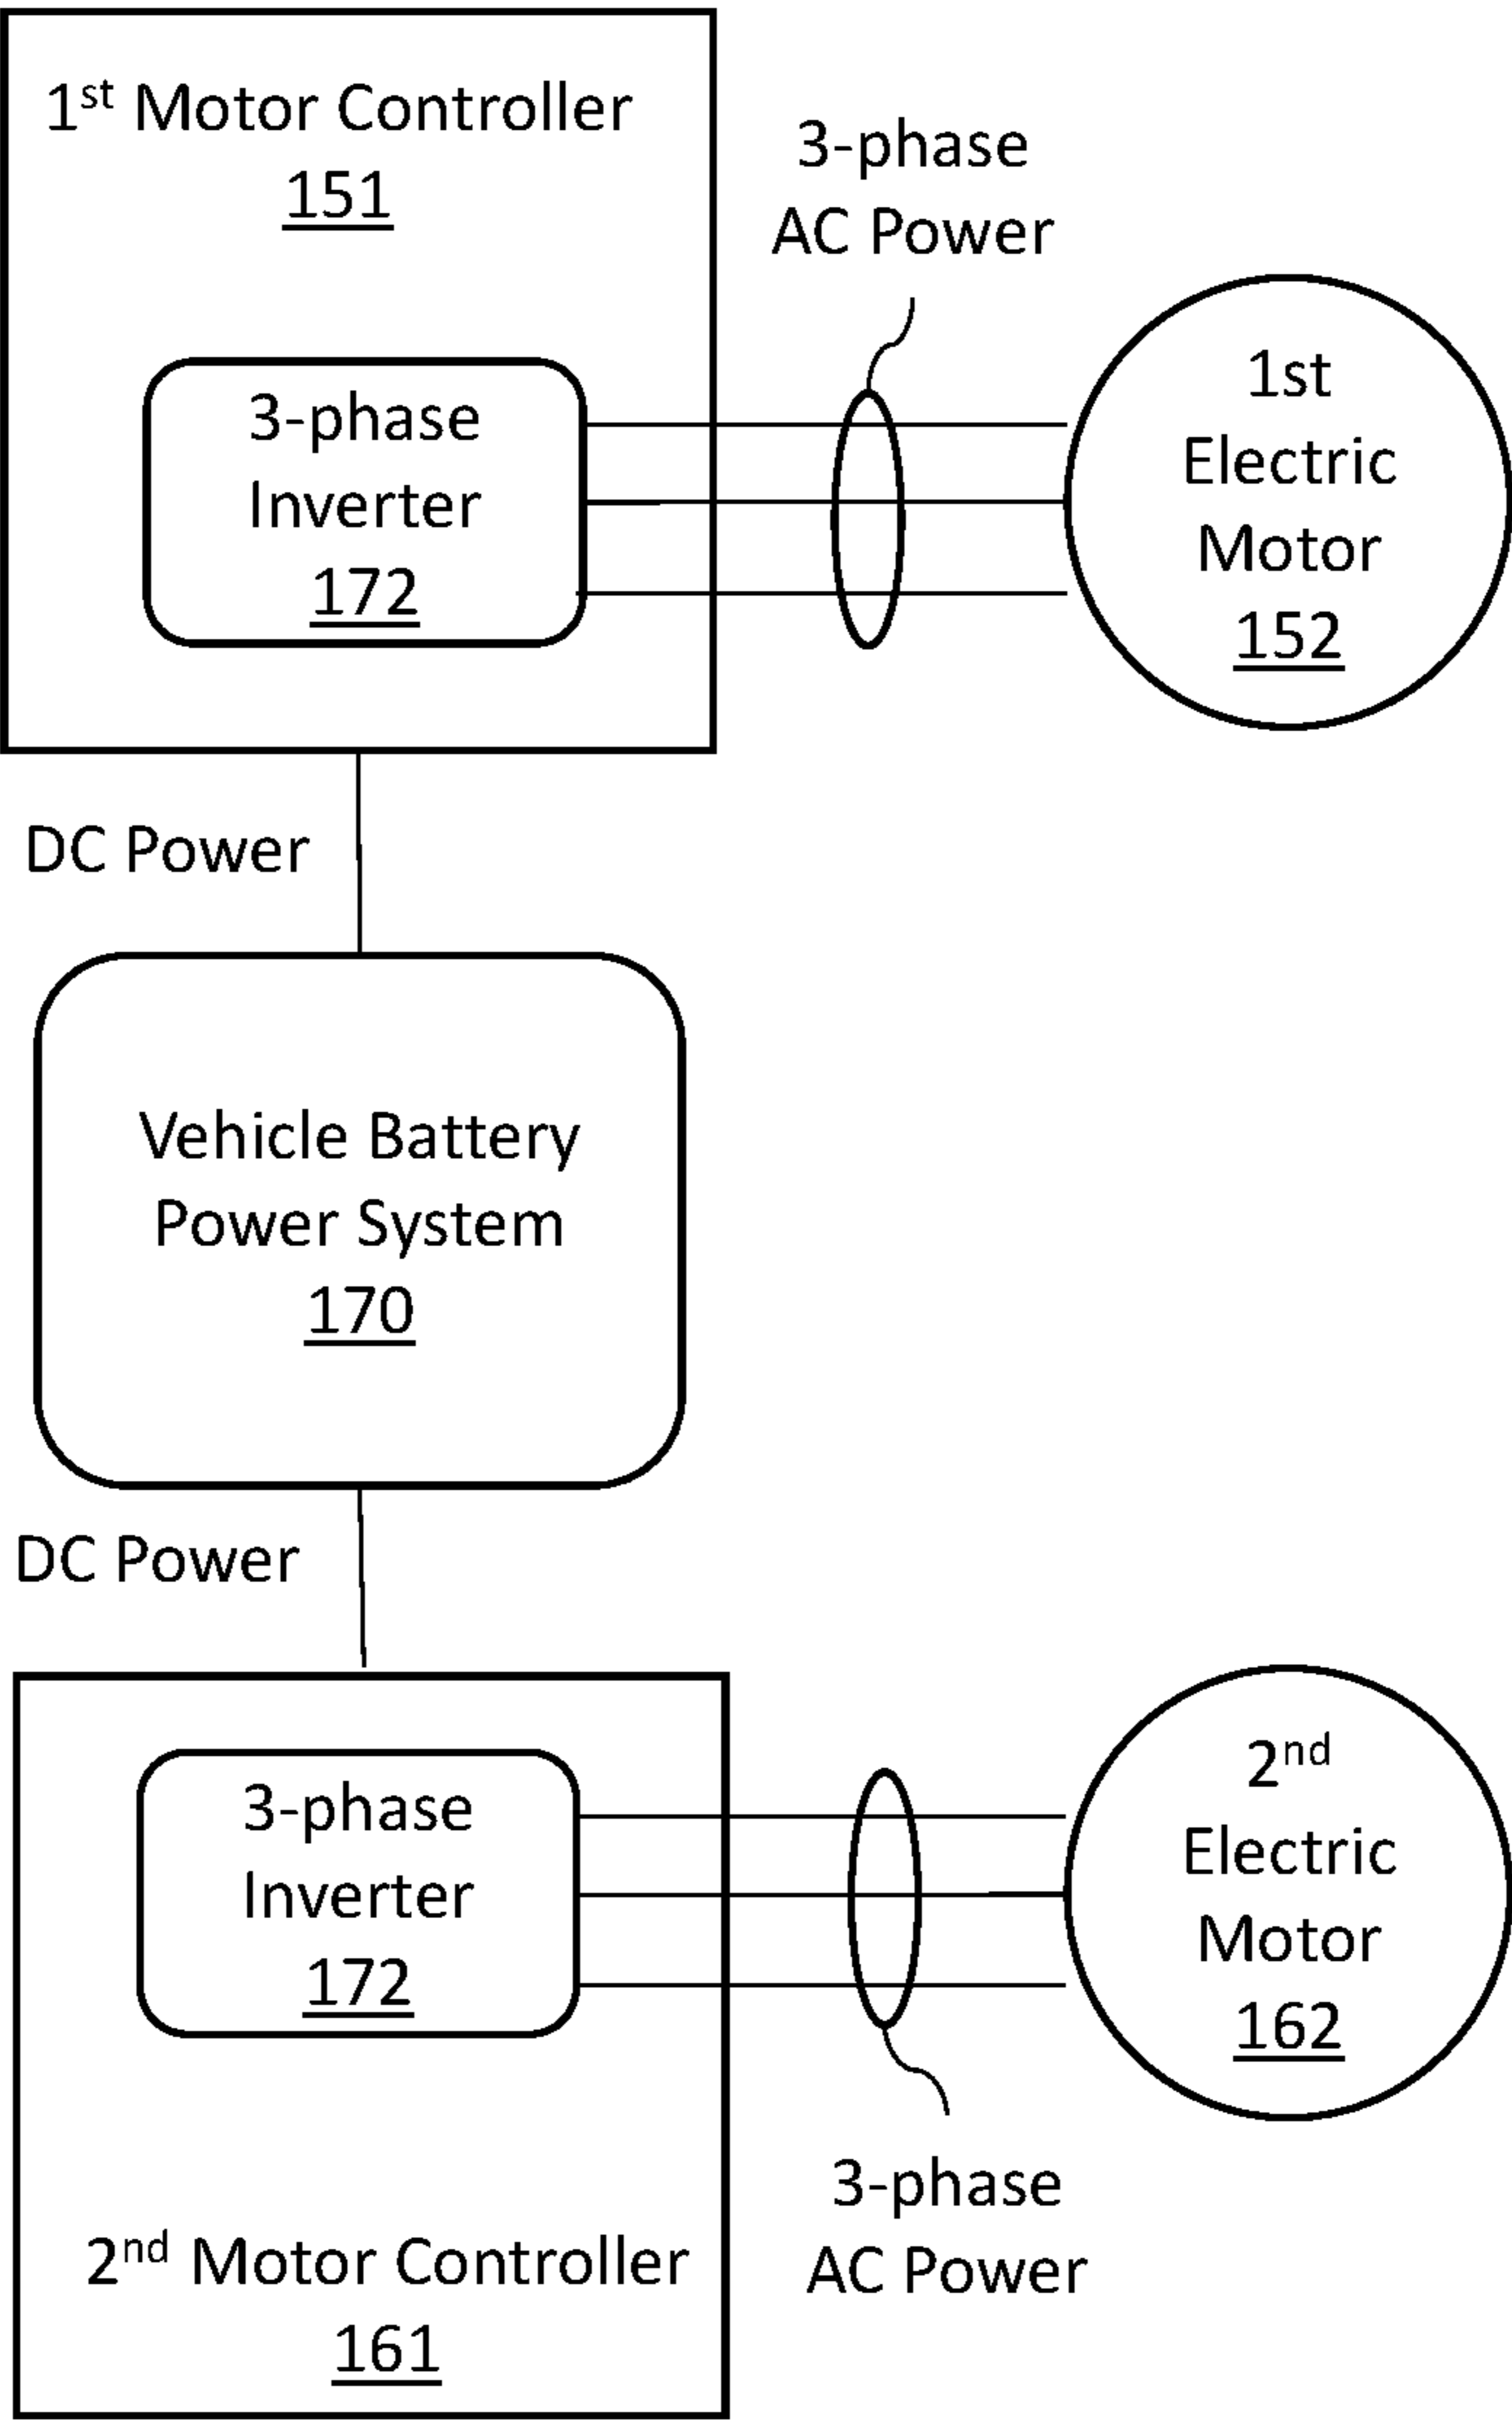 1st Motor Controller
151
3-phase
AC Power
3-phase
Inverter
172
1st
Electric
Motor
152
DC Power
Vehicle Battery
Power System
170
DC Power
3-phase
Inverter
172
2nd
Electric
Motor
162
3-phase
AC Power
2nd Motor Controller
161